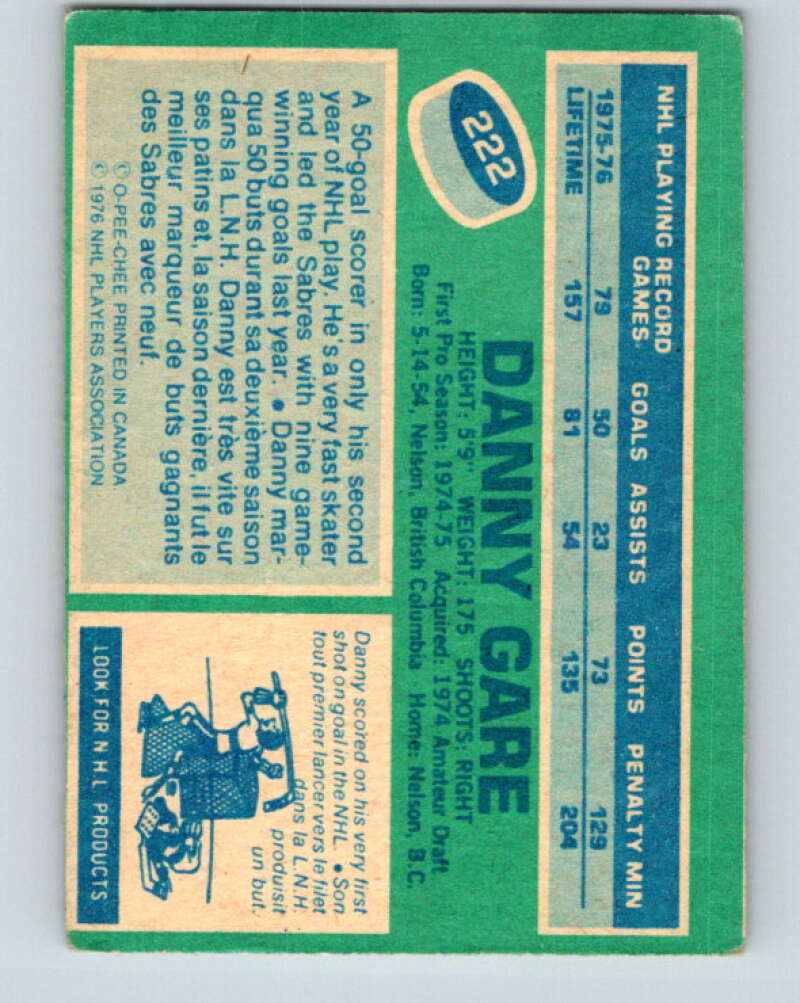 NHL PLAYING RECORD
GAMES GOALS ASSISTS POINTS PENALTY MIN
1975-76 79 50 23 73 129
LIFETIME 157 81 54 135 204
222
DANNY GARE
HEIGHT: 5'9" WEIGHT: 175 SHOOTS: RIGHT
First Pro Season: 1974-75 Acquired: 1974 Amateur Draft
Born: 5-14-54, Nelson, British Columbia Home: Nelson, B.C.
A 50-goal scorer in only his second
year of NHL play. He's a very fast skater
and led the Sabres with nine game-
winning goals last year. • Danny mar-
qua 50 buts durant sa deuxième saison
dans la L.N.H. Danny est très vite sur
ses patins et, la saison dernière, il fut le
meilleur marqueur de buts gagnants
des Sabres avec neuf.
© O-PEE-CHEE PRINTED IN CANADA.
© 1976 NHL PLAYERS ASSOCIATION
Danny scored on his very first
shot on goal in the NHL. • Son
tout premier lancer vers le filet
dans la L.N.H.
produisit
un but.
LOOK FOR N.H.L. PRODUCTS